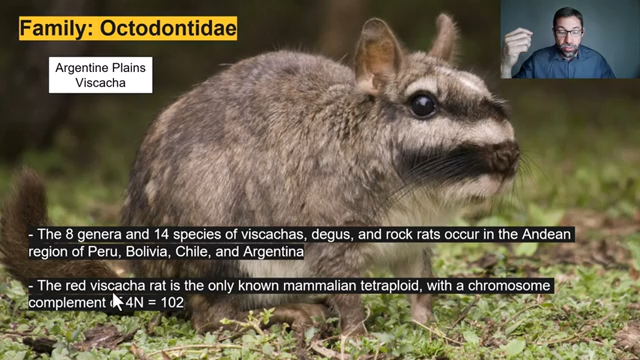 Family: Octodontidae
Argentine Plains
Viscacha
- The 8 genera and 14 species of viscachas, degus, and rock rats occur in the Andean
region of Peru, Bolivia, Chile, and Argentina
- The red viscacha rat is the only known mammalian tetraploid, with a chromosome
complement 4N = 102